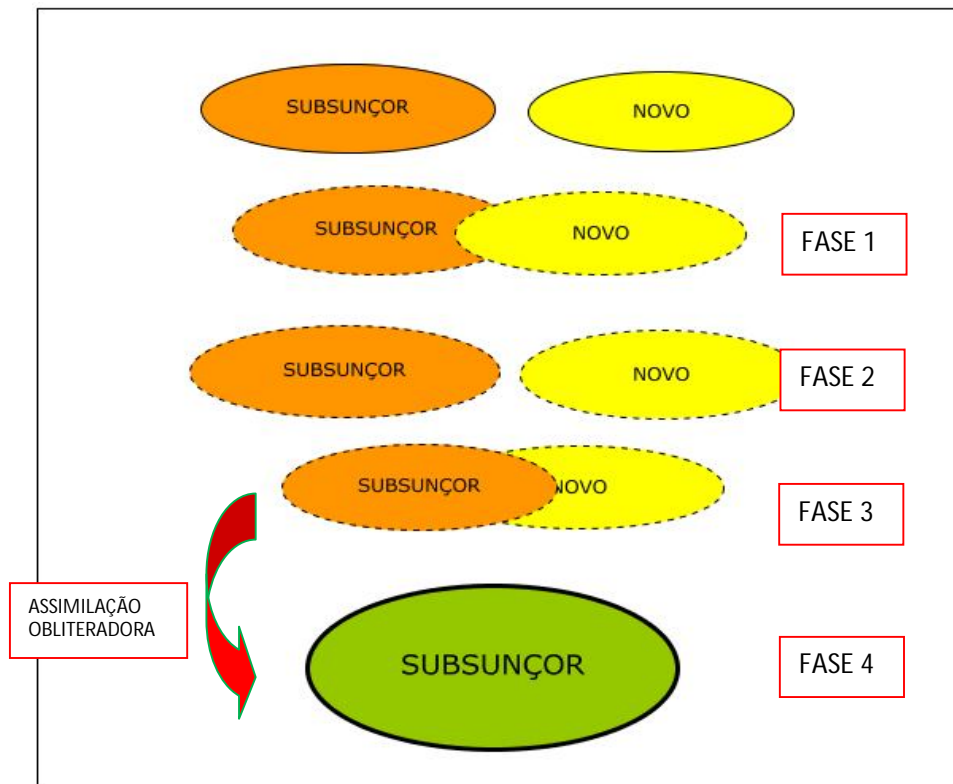 SUBSUNÇOR
NOVO
SUBSUNÇOR
NOVO
FASE 1
SUBSUNÇOR
NOVO
FASE 2
SUBSUNÇOR
NOVO
FASE 3
ASSIMILAÇÃO
OBLITERADORA
SUBSUNÇOR
FASE 4